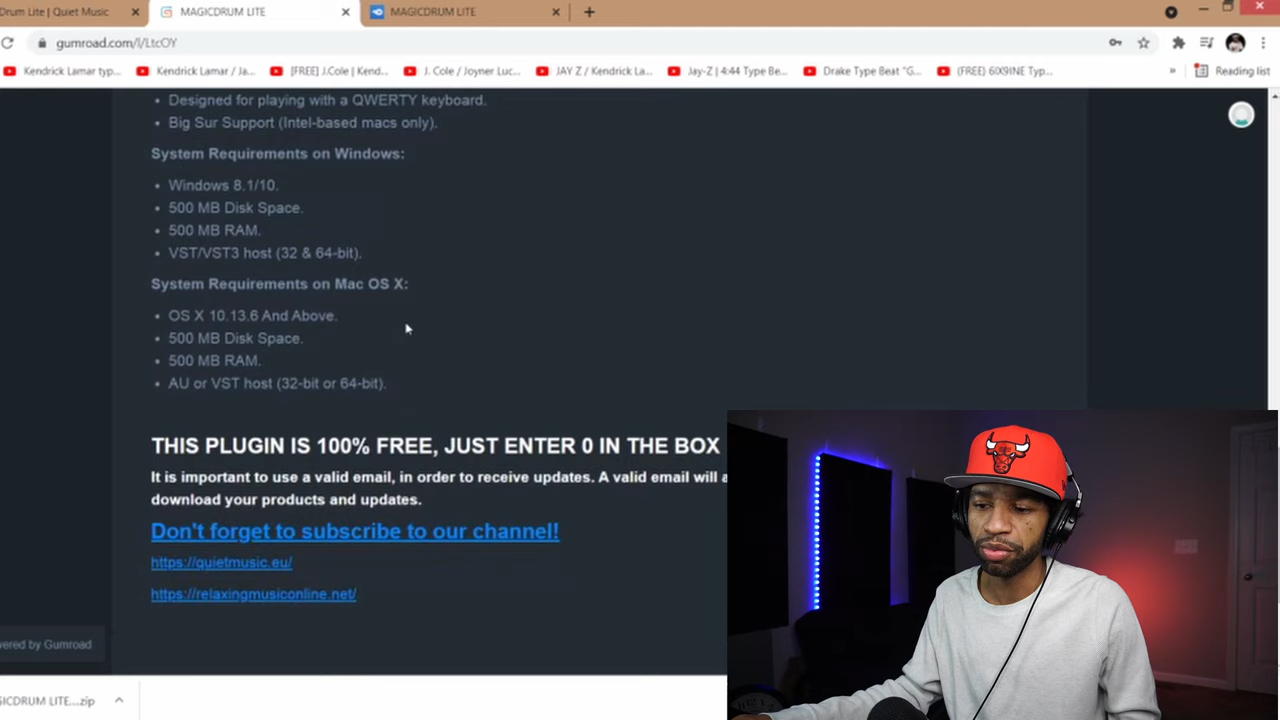 Drum Lite | Quiet Music
MAGICDRUM LITE
MAGICDRUM LITE
gumroad.com/l/LtcOY
Kendrick Lamar typ...
Kendrick Lamar / Ja...
[FREE] J.Cole | Kend...
J. Cole / Joyner Luc...
JAY Z / Kendrick La...
Jay-Z | 4:44 Type Be...
Drake Type Beat "G...
(FREE) 6IX9INE Typ...
»
Reading list
• Designed for playing with a QWERTY keyboard.
• Big Sur Support (Intel-based macs only).
System Requirements on Windows:
• Windows 8.1/10.
• 500 MB Disk Space.
• 500 MB RAM.
• VST/VST3 host (32 & 64-bit).
System Requirements on Mac OS X:
• OS X 10.13.6 And Above.
• 500 MB Disk Space.
• 500 MB RAM.
• AU or VST host (32-bit or 64-bit).
THIS PLUGIN IS 100% FREE, JUST ENTER 0 IN THE BOX
It is important to use a valid email, in order to receive updates. A valid email will a
download your products and updates.
Don't forget to subscribe to our channel!
https://quietmusic.eu/
https://relaxingmusiconline.net/
wered by Gumroad
GICDRUM LITE...zip